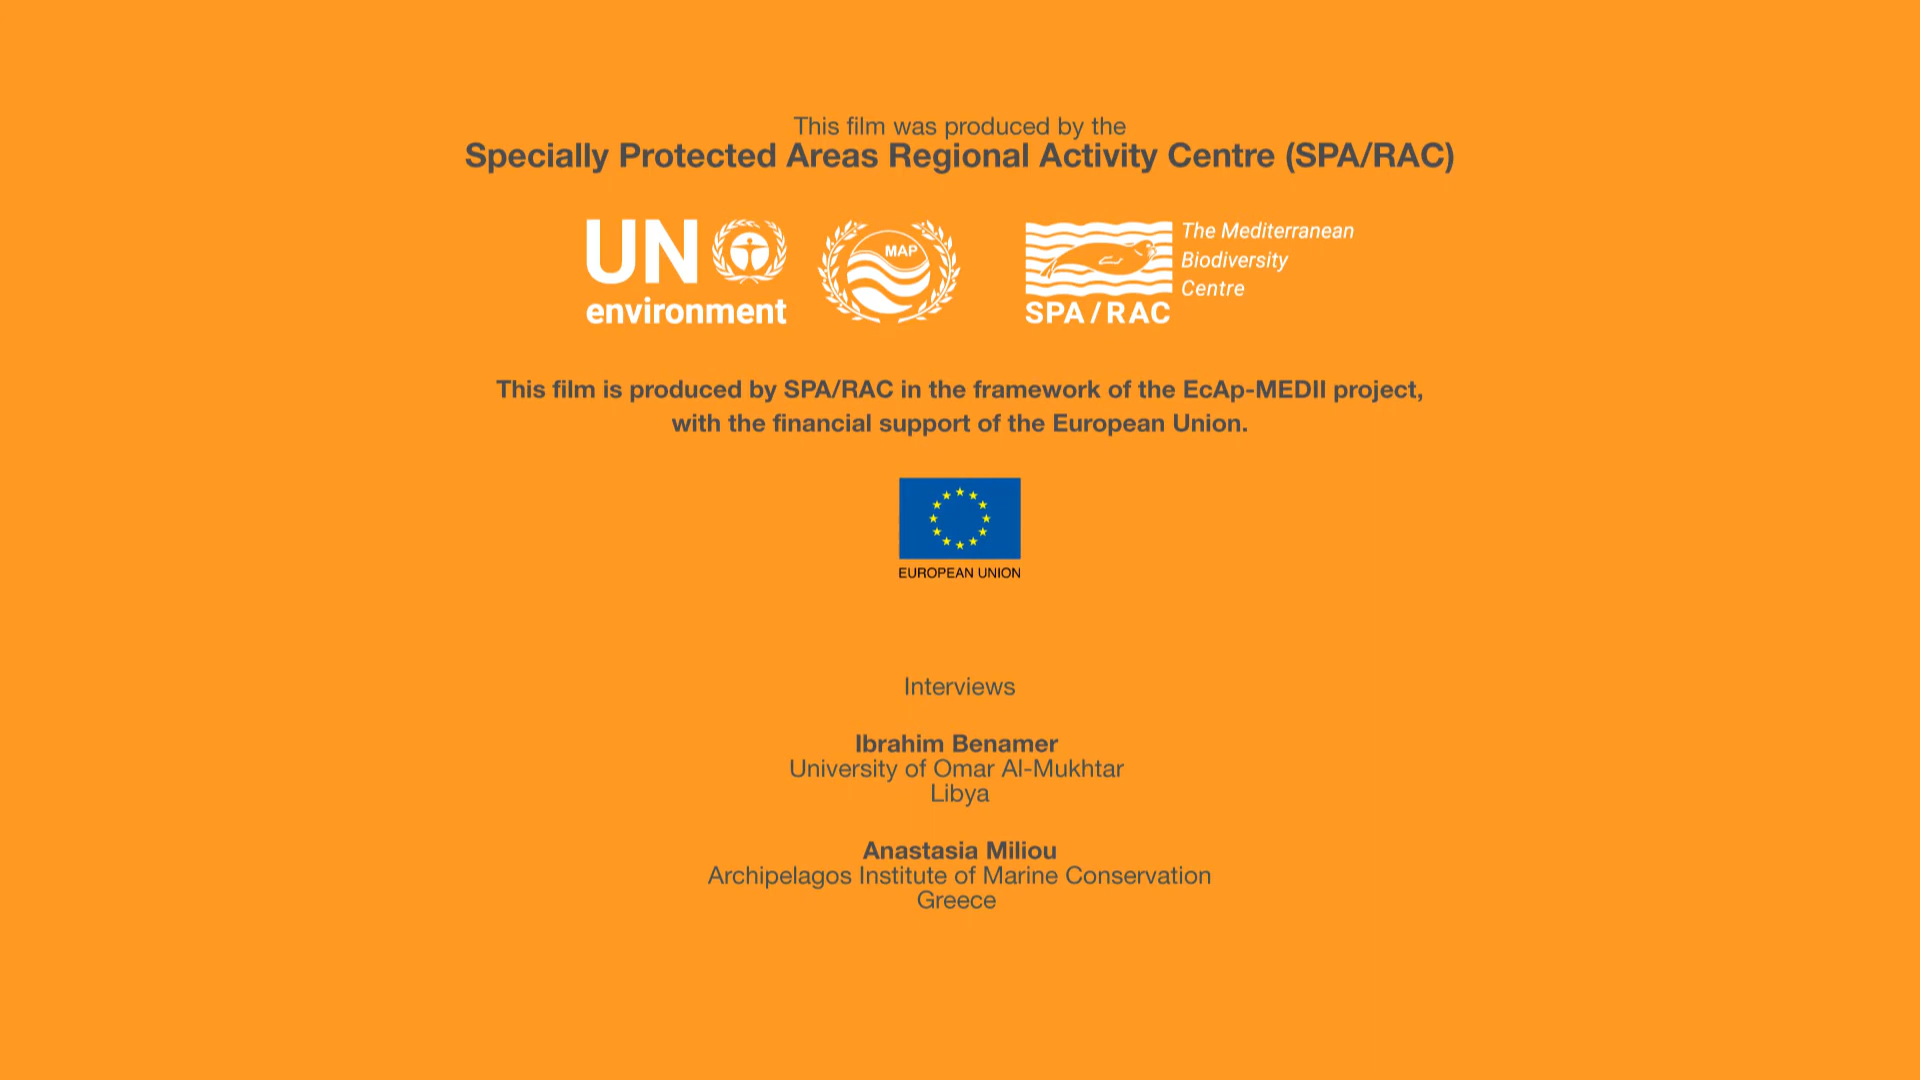 This film was produced by the
Specially Protected Areas Regional Activity Centre (SPA/RAC)
UN
environment
MAP
SPA/RAC
The Mediterranean
Biodiversity
Centre
This film is produced by SPA/RAC in the framework of the EcAp-MEDII project,
with the financial support of the European Union.
EUROPEAN UNION
Interviews
Ibrahim Benamer
University of Omar Al-Mukhtar
Libya
Anastasia Miliou
Archipelagos Institute of Marine Conservation
Greece